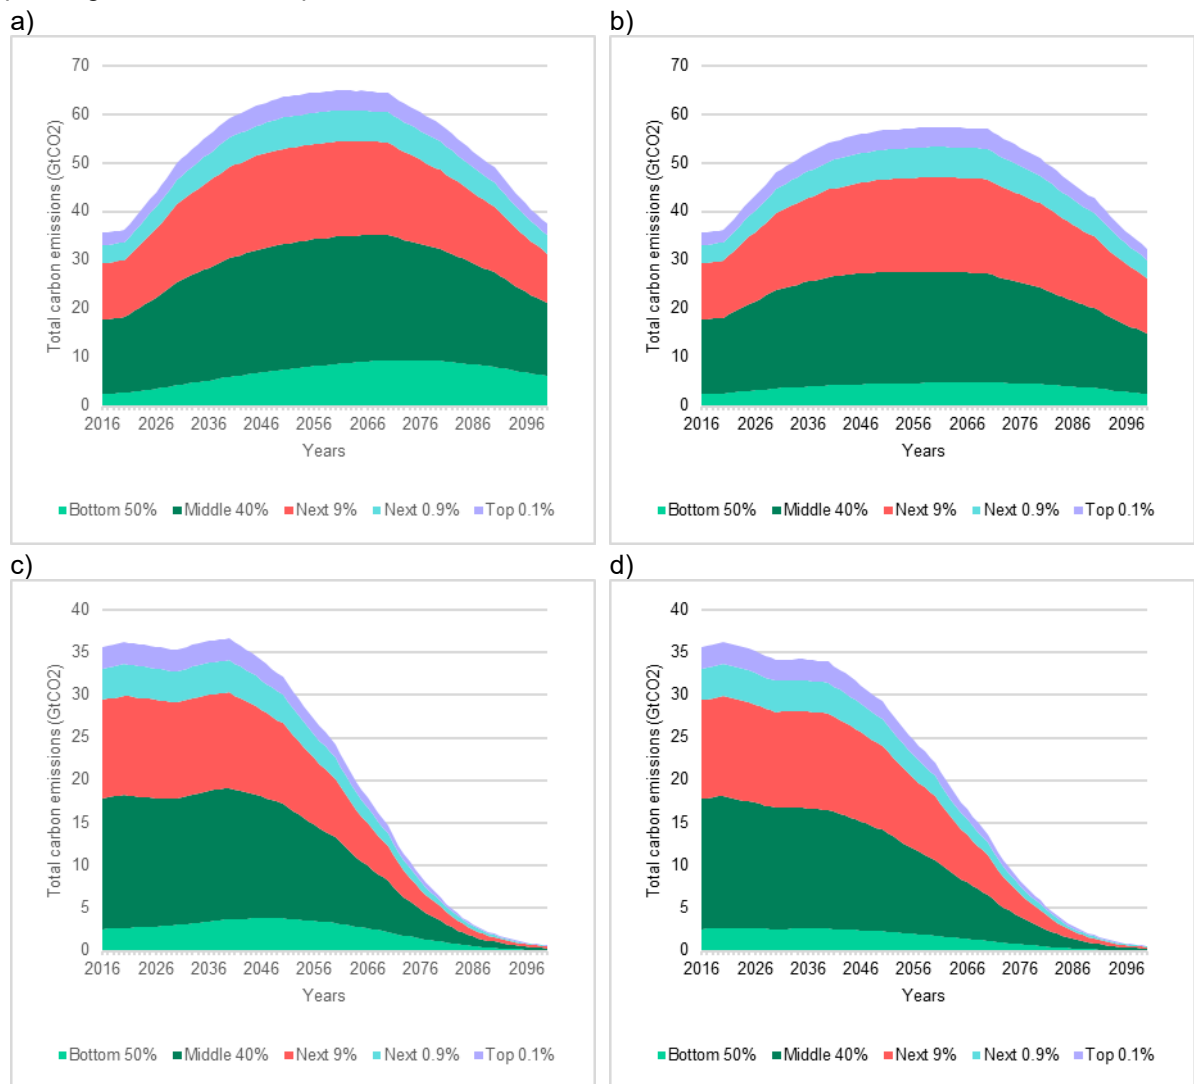 a)
b)
70
60
50
40
30
20
10
0
Total carbon emissions (GtCO2)
2016 2026 2036 2046 2056 2066 2076 2086 2096
Years
Bottom 50% Middle 40% Next 9% Next 0.9% Top 0.1%
70
60
50
40
30
20
10
0
Total carbon emissions (GtCO2)
2016 2026 2036 2046 2056 2066 2076 2086 2096
Years
Bottom 50% Middle 40% Next 9% Next 0.9% Top 0.1%
c)
d)
40
35
30
25
20
15
10
5
0
Total carbon emissions (GtCO2)
2016 2026 2036 2046 2056 2066 2076 2086 2096
Years
Bottom 50% Middle 40% Next 9% Next 0.9% Top 0.1%
40
35
30
25
20
15
10
5
0
Total carbon emissions (GtCO2)
2016 2026 2036 2046 2056 2066 2076 2086 2096
Years
Bottom 50% Middle 40% Next 9% Next 0.9% Top 0.1%